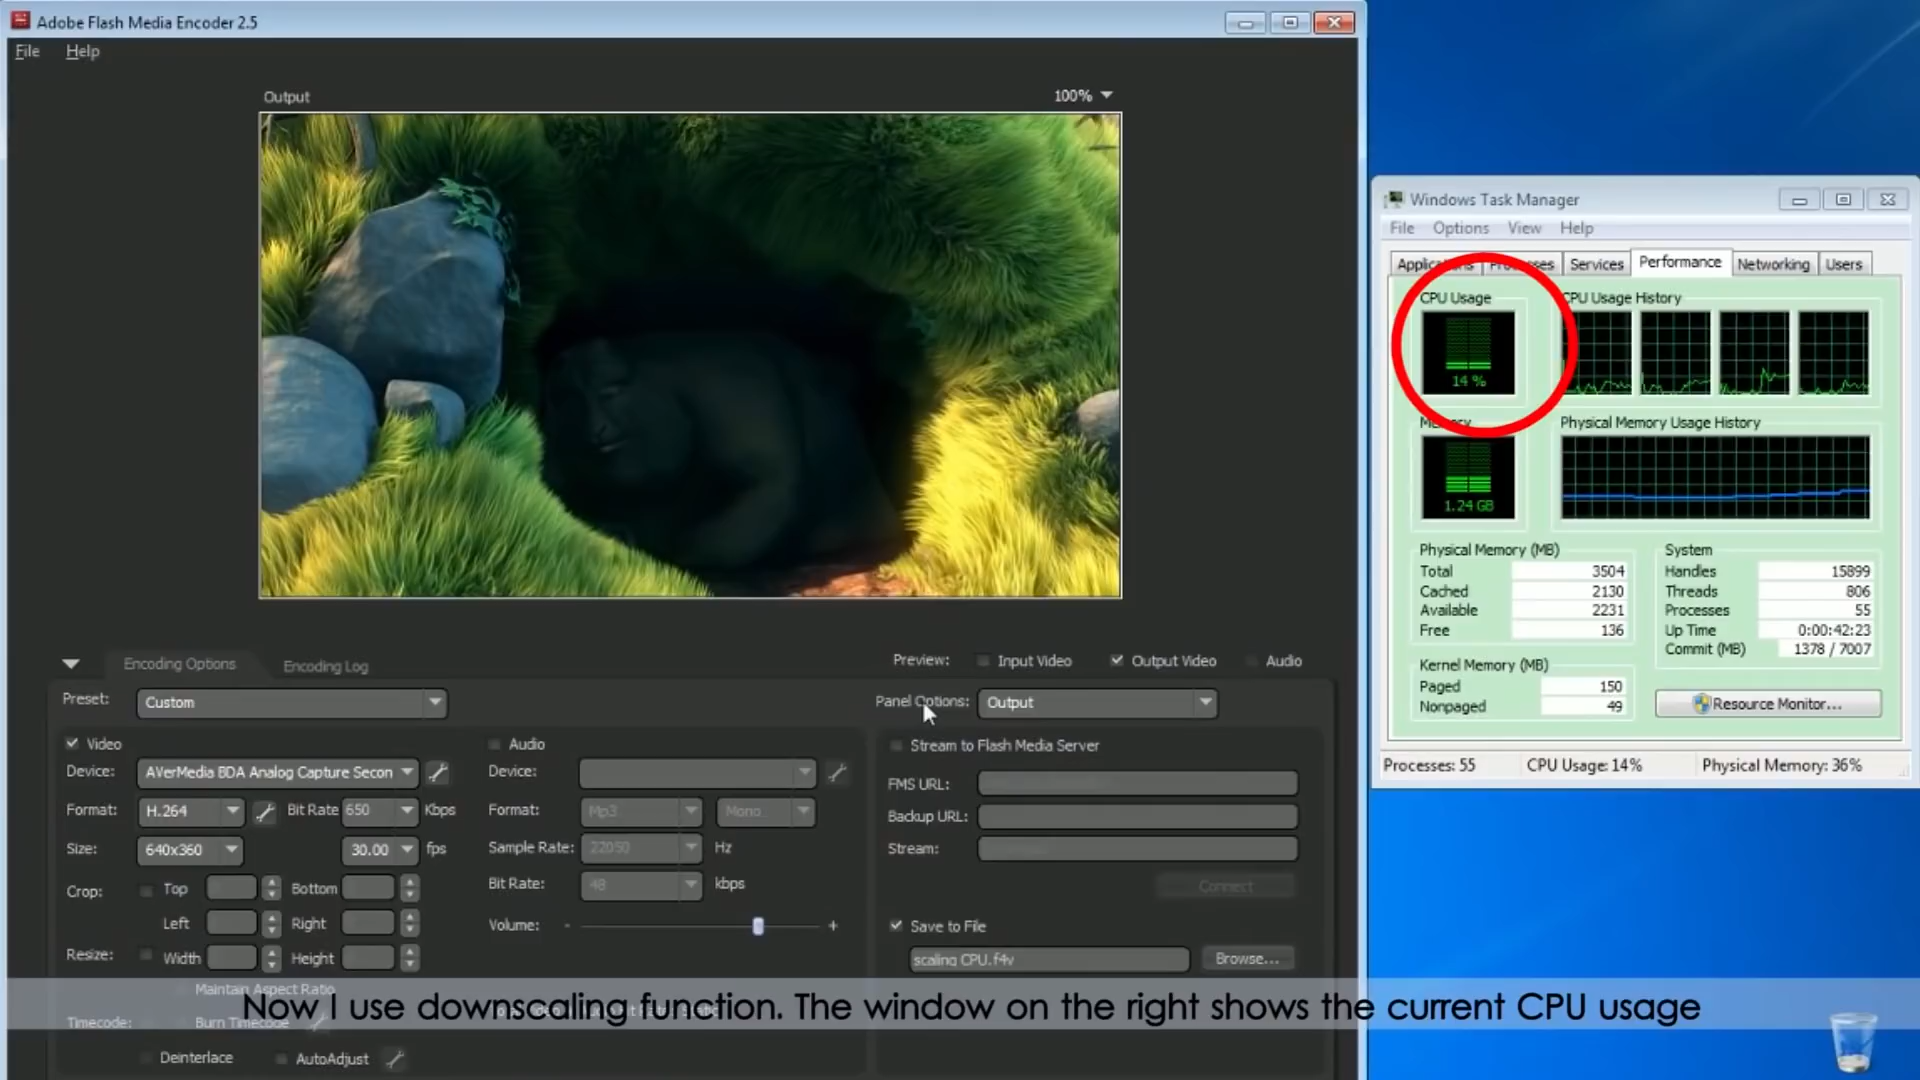 Adobe Flash Media Encoder 2.5
File Help
Output 100%
Encoding Options Encoding Log
Preview: Input Video Output Video Audio
Preset: Custom
Panel Options: Output
Video
Device: AVerMedia BDA Analog Capture Secon
Format: H.264 Bit Rate 650 Kbps
Size: 640x360 30.00 fps
Crop: Top Bottom
Left Right
Resize: Width Height
Maintain Aspect Ratio
Timecode: Burn Timecode
Deinterlace AutoAdjust
Audio
Device:
Format: Mp3 Mono
Sample Rate: 22050 Hz
Bit Rate: 48 kbps
Volume: - +
Stream to Flash Media Server
FMS URL:
Backup URL:
Stream:
Connect
Save to File
scaling CPU.f4v Browse...
Now I use downscaling function. The window on the right shows the current CPU usage
Windows Task Manager
File Options View Help
Applications Processes Services Performance Networking Users
CPU Usage CPU Usage History
14 %
Memory Physical Memory Usage History
1.24 GB
Physical Memory (MB)
Total 3504
Cached 2130
Available 2231
Free 136
System
Handles 15899
Threads 806
Processes 55
Up Time 0:00:42:23
Commit (MB) 1378 / 7007
Kernel Memory (MB)
Paged 150
Nonpaged 49
Resource Monitor...
Processes: 55 CPU Usage: 14% Physical Memory: 36%